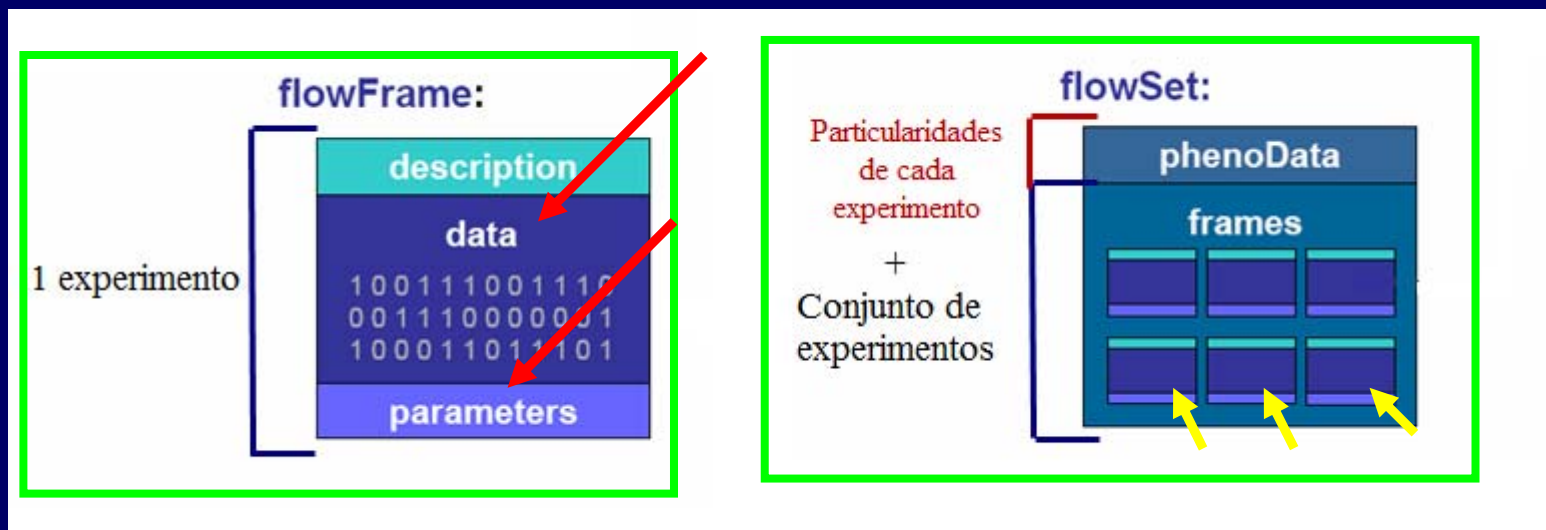 flowFrame:
description
data
1 0 0 1 1 1 0 0 1 1 1 0
0 0 1 1 1 0 0 0 0 0 0 1
1 0 0 0 1 1 0 1 1 1 0 1
parameters
1 experimento
flowSet:
Particularidades
de cada
experimento
+
Conjunto de
experimentos
phenoData
frames